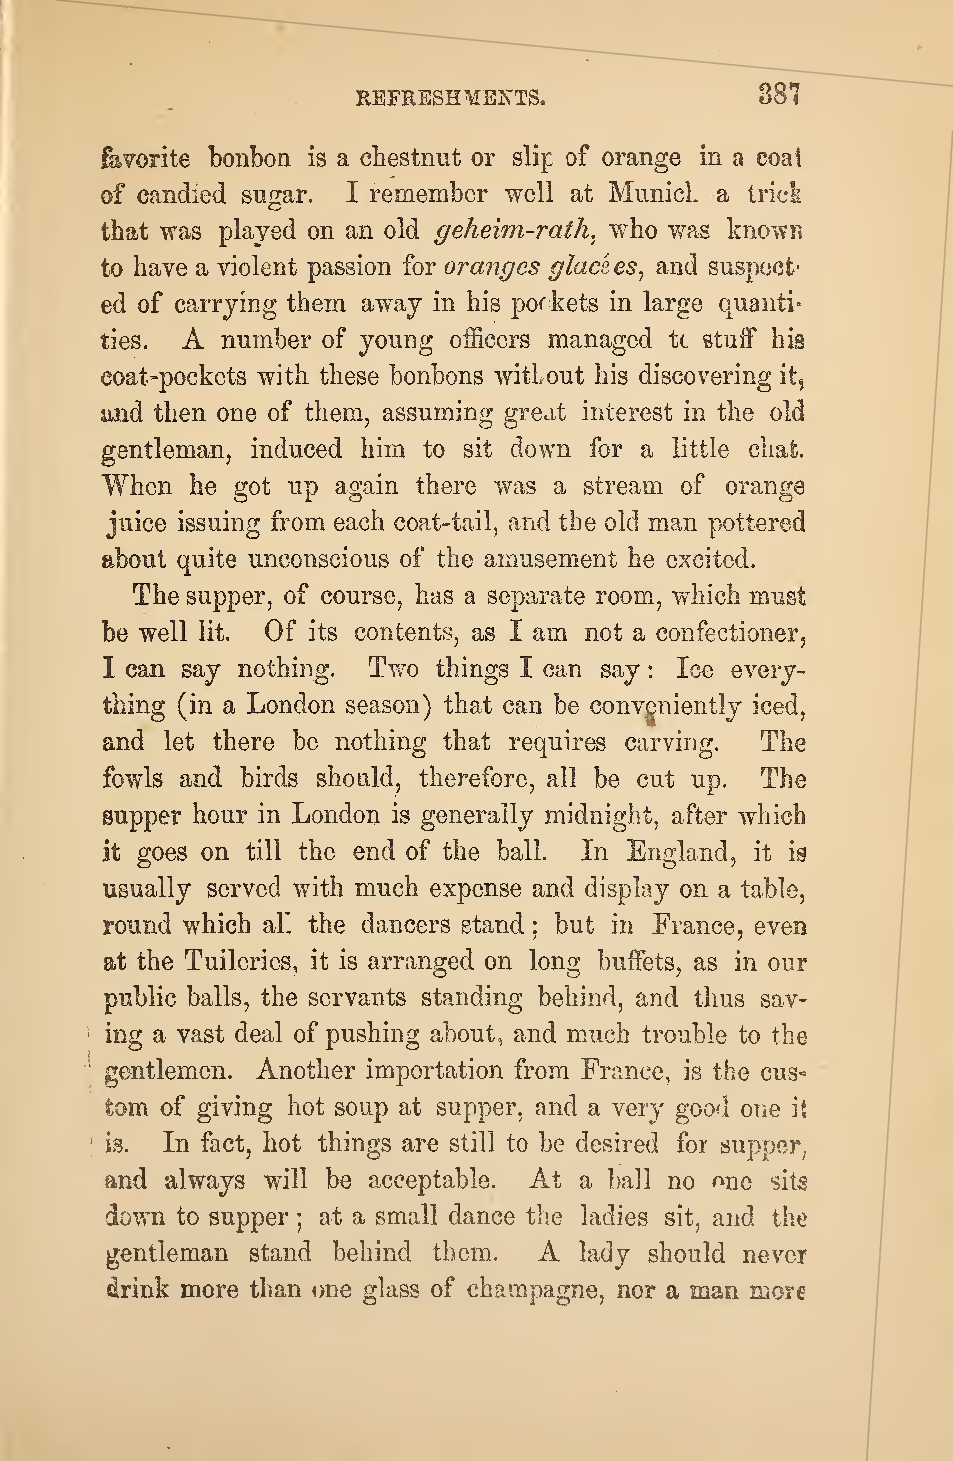 REFRESHMENTS. 387
favorite bonbon is a chestnut or slip of orange in a coat
of candied sugar. I remember well at Munich a trick
that was played on an old geheim-rath, who was known
to have a violent passion for oranges glacées, and suspect-
ed of carrying them away in his pockets in large quanti-
ties. A number of young officers managed to stuff his
coat-pockets with these bonbons without his discovering it,
and then one of them, assuming great interest in the old
gentleman, induced him to sit down for a little chat.
When he got up again there was a stream of orange
juice issuing from each coat-tail, and the old man pottered
about quite unconscious of the amusement he excited.
The supper, of course, has a separate room, which must
be well lit. Of its contents, as I am not a confectioner,
I can say nothing. Two things I can say: Ice every-
thing (in a London season) that can be conveniently iced,
and let there be nothing that requires carving. The
fowls and birds should, therefore, all be cut up. The
supper hour in London is generally midnight, after which
it goes on till the end of the ball. In England, it is
usually served with much expense and display on a table,
round which all the dancers stand; but in France, even
at the Tuileries, it is arranged on long buffets, as in our
public balls, the servants standing behind, and thus sav-
ing a vast deal of pushing about, and much trouble to the
gentlemen. Another importation from France, is the cus-
tom of giving hot soup at supper, and a very good one it
is. In fact, hot things are still to be desired for supper,
and always will be acceptable. At a ball no one sits
down to supper; at a small dance the ladies sit, and the
gentleman stand behind them. A lady should never
drink more than one glass of champagne, nor a man more